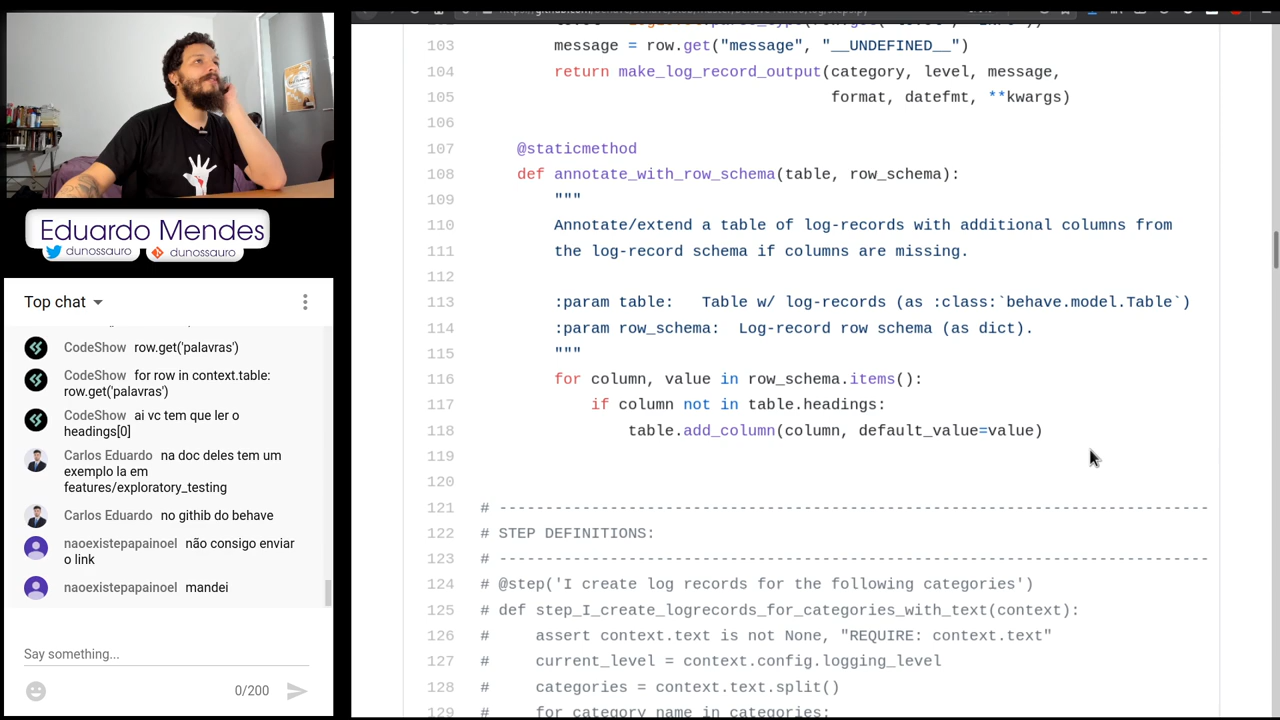 Eduardo Mendes
dunossauro dunossauro
Top chat
CodeShow row.get('palavras')
CodeShow for row in context.table:
row.get('palavras')
CodeShow ai vc tem que ler o
headings[0]
Carlos Eduardo na doc deles tem um
exemplo la em
features/exploratory_testing
Carlos Eduardo no githib do behave
naoexistepapainoel não consigo enviar
o link
naoexistepapainoel mandei
Say something...
0/200
103 message = row.get("message", "__UNDEFINED__")
104 return make_log_record_output(category, level, message,
105 format, datefmt, **kwargs)
106
107 @staticmethod
108 def annotate_with_row_schema(table, row_schema):
109 """
110 Annotate/extend a table of log-records with additional columns from
111 the log-record schema if columns are missing.
112
113 :param table: Table w/ log-records (as :class:`behave.model.Table`)
114 :param row_schema: Log-record row schema (as dict).
115 """
116 for column, value in row_schema.items():
117 if column not in table.headings:
118 table.add_column(column, default_value=value)
119
120
121 # -----------------------------------------------------------------------------
122 # STEP DEFINITIONS:
123 # -----------------------------------------------------------------------------
124 # @step('I create log records for the following categories')
125 # def step_I_create_logrecords_for_categories_with_text(context):
126 # assert context.text is not None, "REQUIRE: context.text"
127 # current_level = context.config.logging_level
128 # categories = context.text.split()
129 # for category_name in categories: